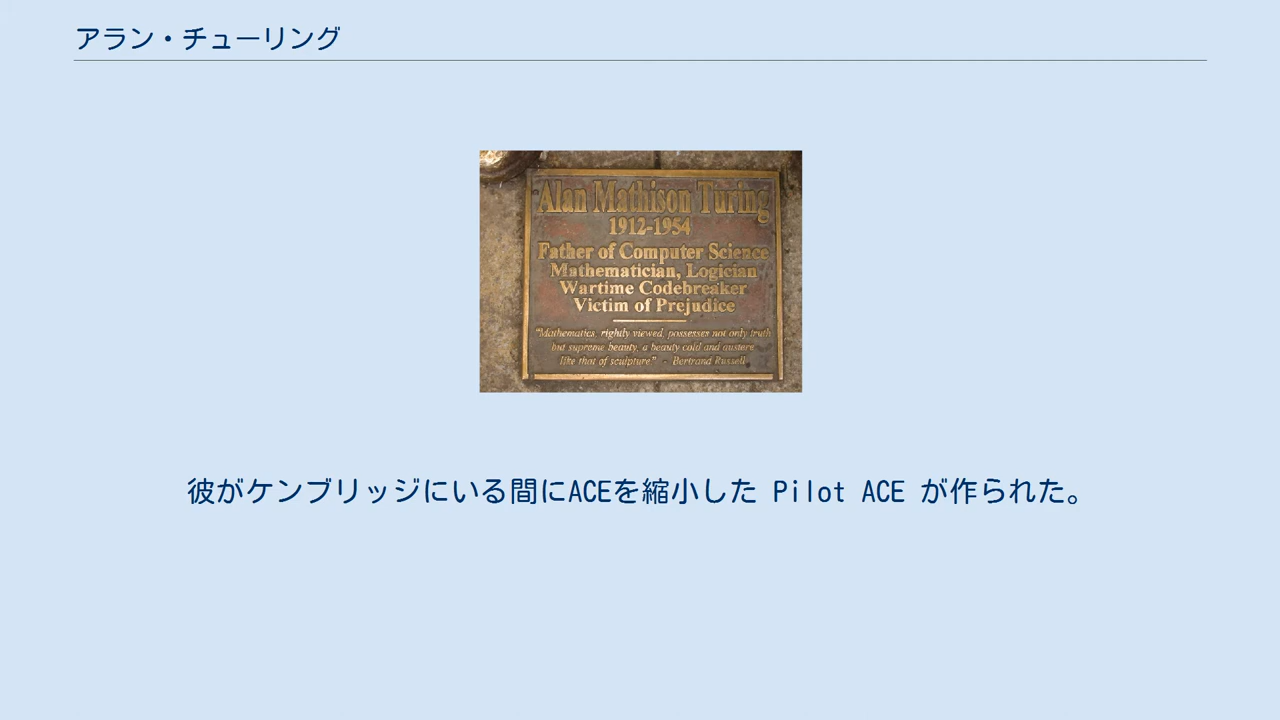 アラン・チューリング
Alan Mathison Turing
1912-1954
Father of Computer Science
Mathematician, Logician
Wartime Codebreaker
Victim of Prejudice
"Mathematics, rightly viewed, possesses not only truth
but supreme beauty, a beauty cold and austere
like that of sculpture." - Bertrand Russell
彼がケンブリッジにいる間にACEを縮小した Pilot ACE が作られた。